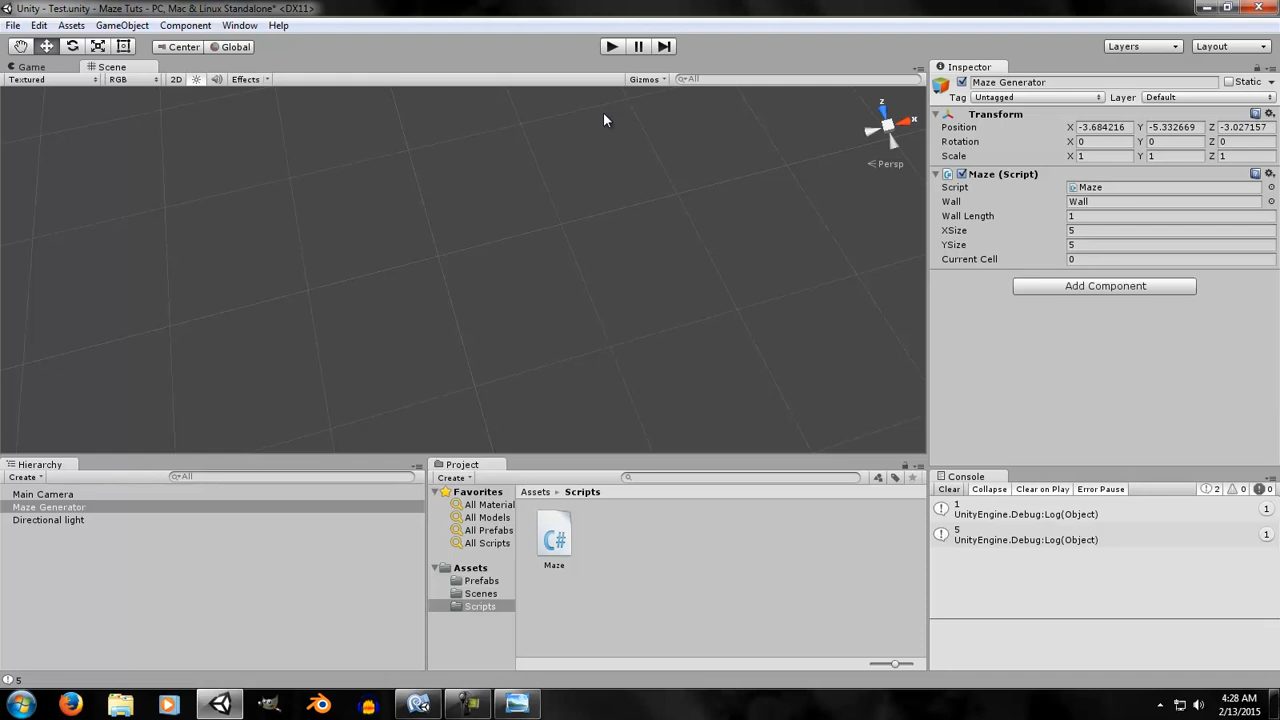 Unity - Test.unity - Maze Tuts - PC, Mac & Linux Standalone* <DX11>
File Edit Assets GameObject Component Window Help
Center Global Layers Layout
Game Scene
Textured RGB 2D Effects Gizmos All
z
x
Persp
Inspector
Maze Generator Static
Tag Untagged Layer Default
Transform
Position X -3.684216 Y -5.332669 Z -3.027157
Rotation X 0 Y 0 Z 0
Scale X 1 Y 1 Z 1
Maze (Script)
Script Maze
Wall Wall
Wall Length 1
XSize 5
YSize 5
Current Cell 0
Add Component
Hierarchy
Create All
Main Camera
Maze Generator
Directional light
Project
Create
Favorites
All Material
All Models
All Prefabs
All Scripts
Assets
Prefabs
Scenes
Scripts
Assets Scripts
C#
Maze
Console
Clear Collapse Clear on Play Error Pause 2 0 0
1
UnityEngine.Debug:Log(Object) 1
5
UnityEngine.Debug:Log(Object) 1
5
4:28 AM
2/13/2015